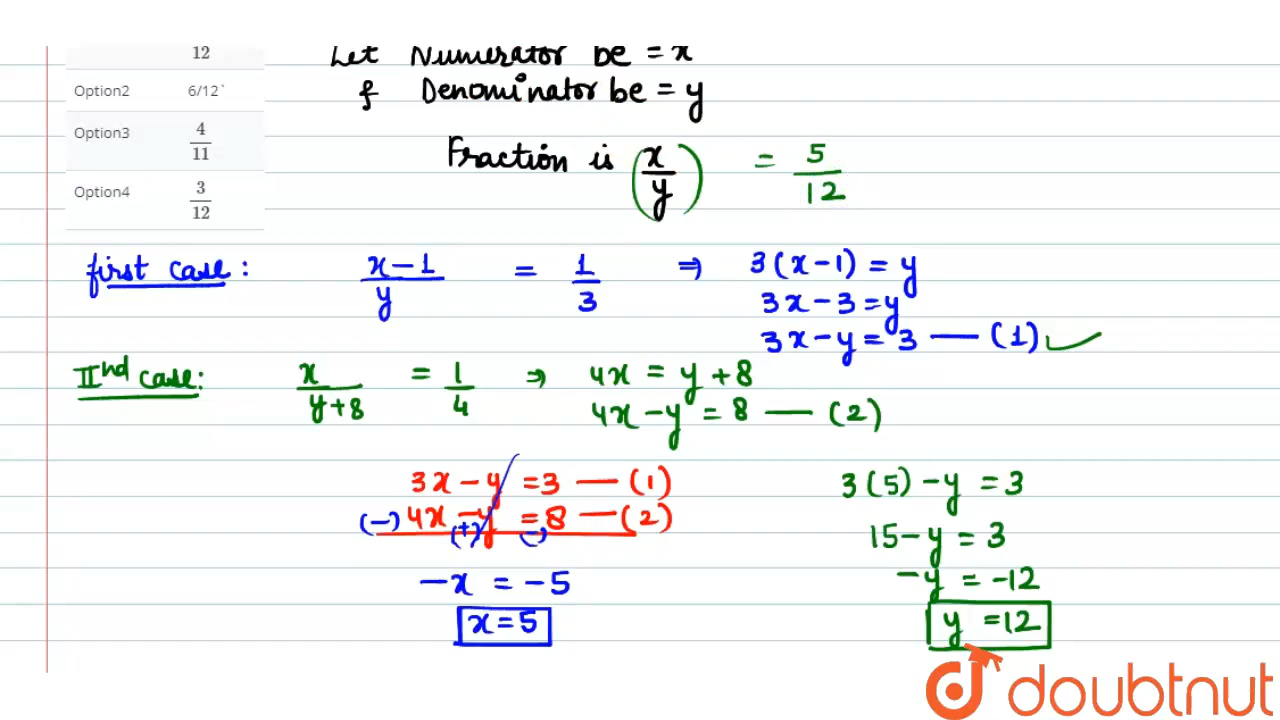 12
Let Numerator be = x
Option2 6/12`
& Denominator be = y
Option3 4/11
Fraction is (x/y) = 5/12
Option4 3/12
first case: x-1/y = 1/3 ⇒ 3(x-1) = y
3x-3=y
3x-y = 3 — (1)
IInd case: x/y+8 = 1/4 ⇒ 4x = y+8
4x-y = 8 — (2)
3x-y =3 — (1)
(-) 4x -y =8 —(2)
(+) (-)
-x = -5
x=5
3(5)-y =3
15-y = 3
-y = -12
y =12
doubtnut